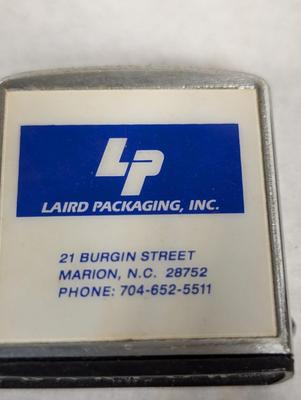 LP
LAIRD PACKAGING, INC.
21 BURGIN STREET
MARION, N.C. 28752
PHONE: 704-652-5511